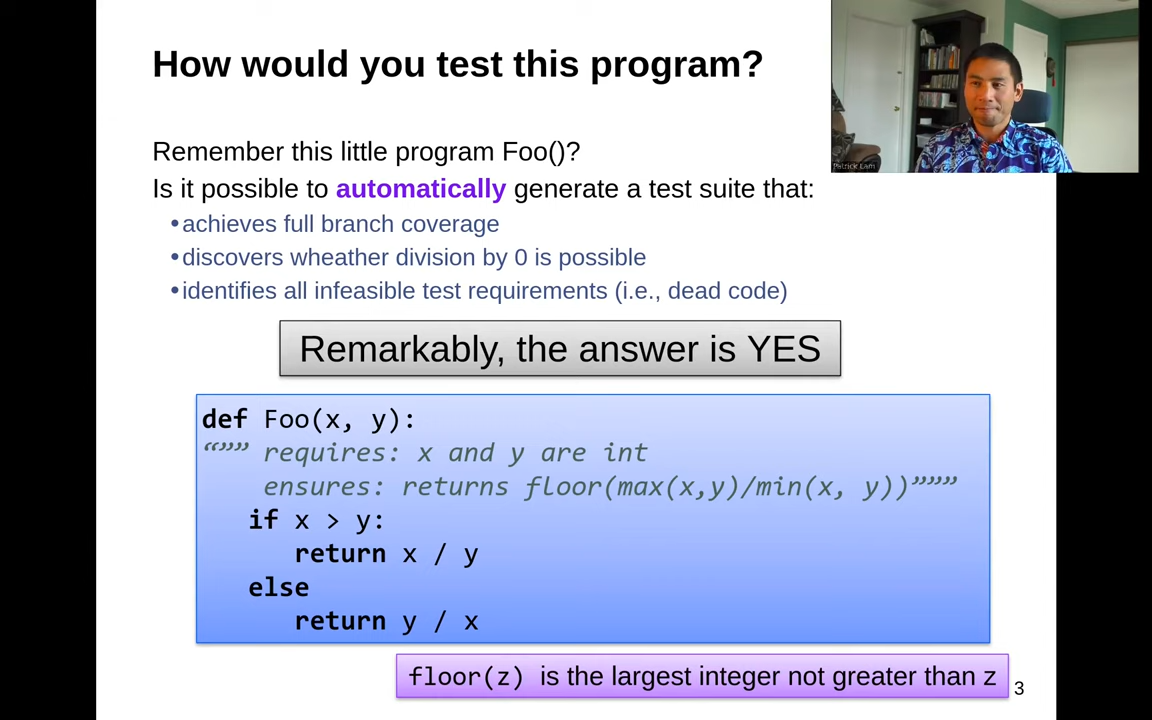 How would you test this program?
Patrick Lam
Remember this little program Foo()?
Is it possible to automatically generate a test suite that:
•achieves full branch coverage
•discovers wheather division by 0 is possible
•identifies all infeasible test requirements (i.e., dead code)
Remarkably, the answer is YES
def Foo(x, y):
“”” requires: x and y are int
ensures: returns floor(max(x,y)/min(x, y))”””
if x > y:
return x / y
else
return y / x
floor(z) is the largest integer not greater than z
3